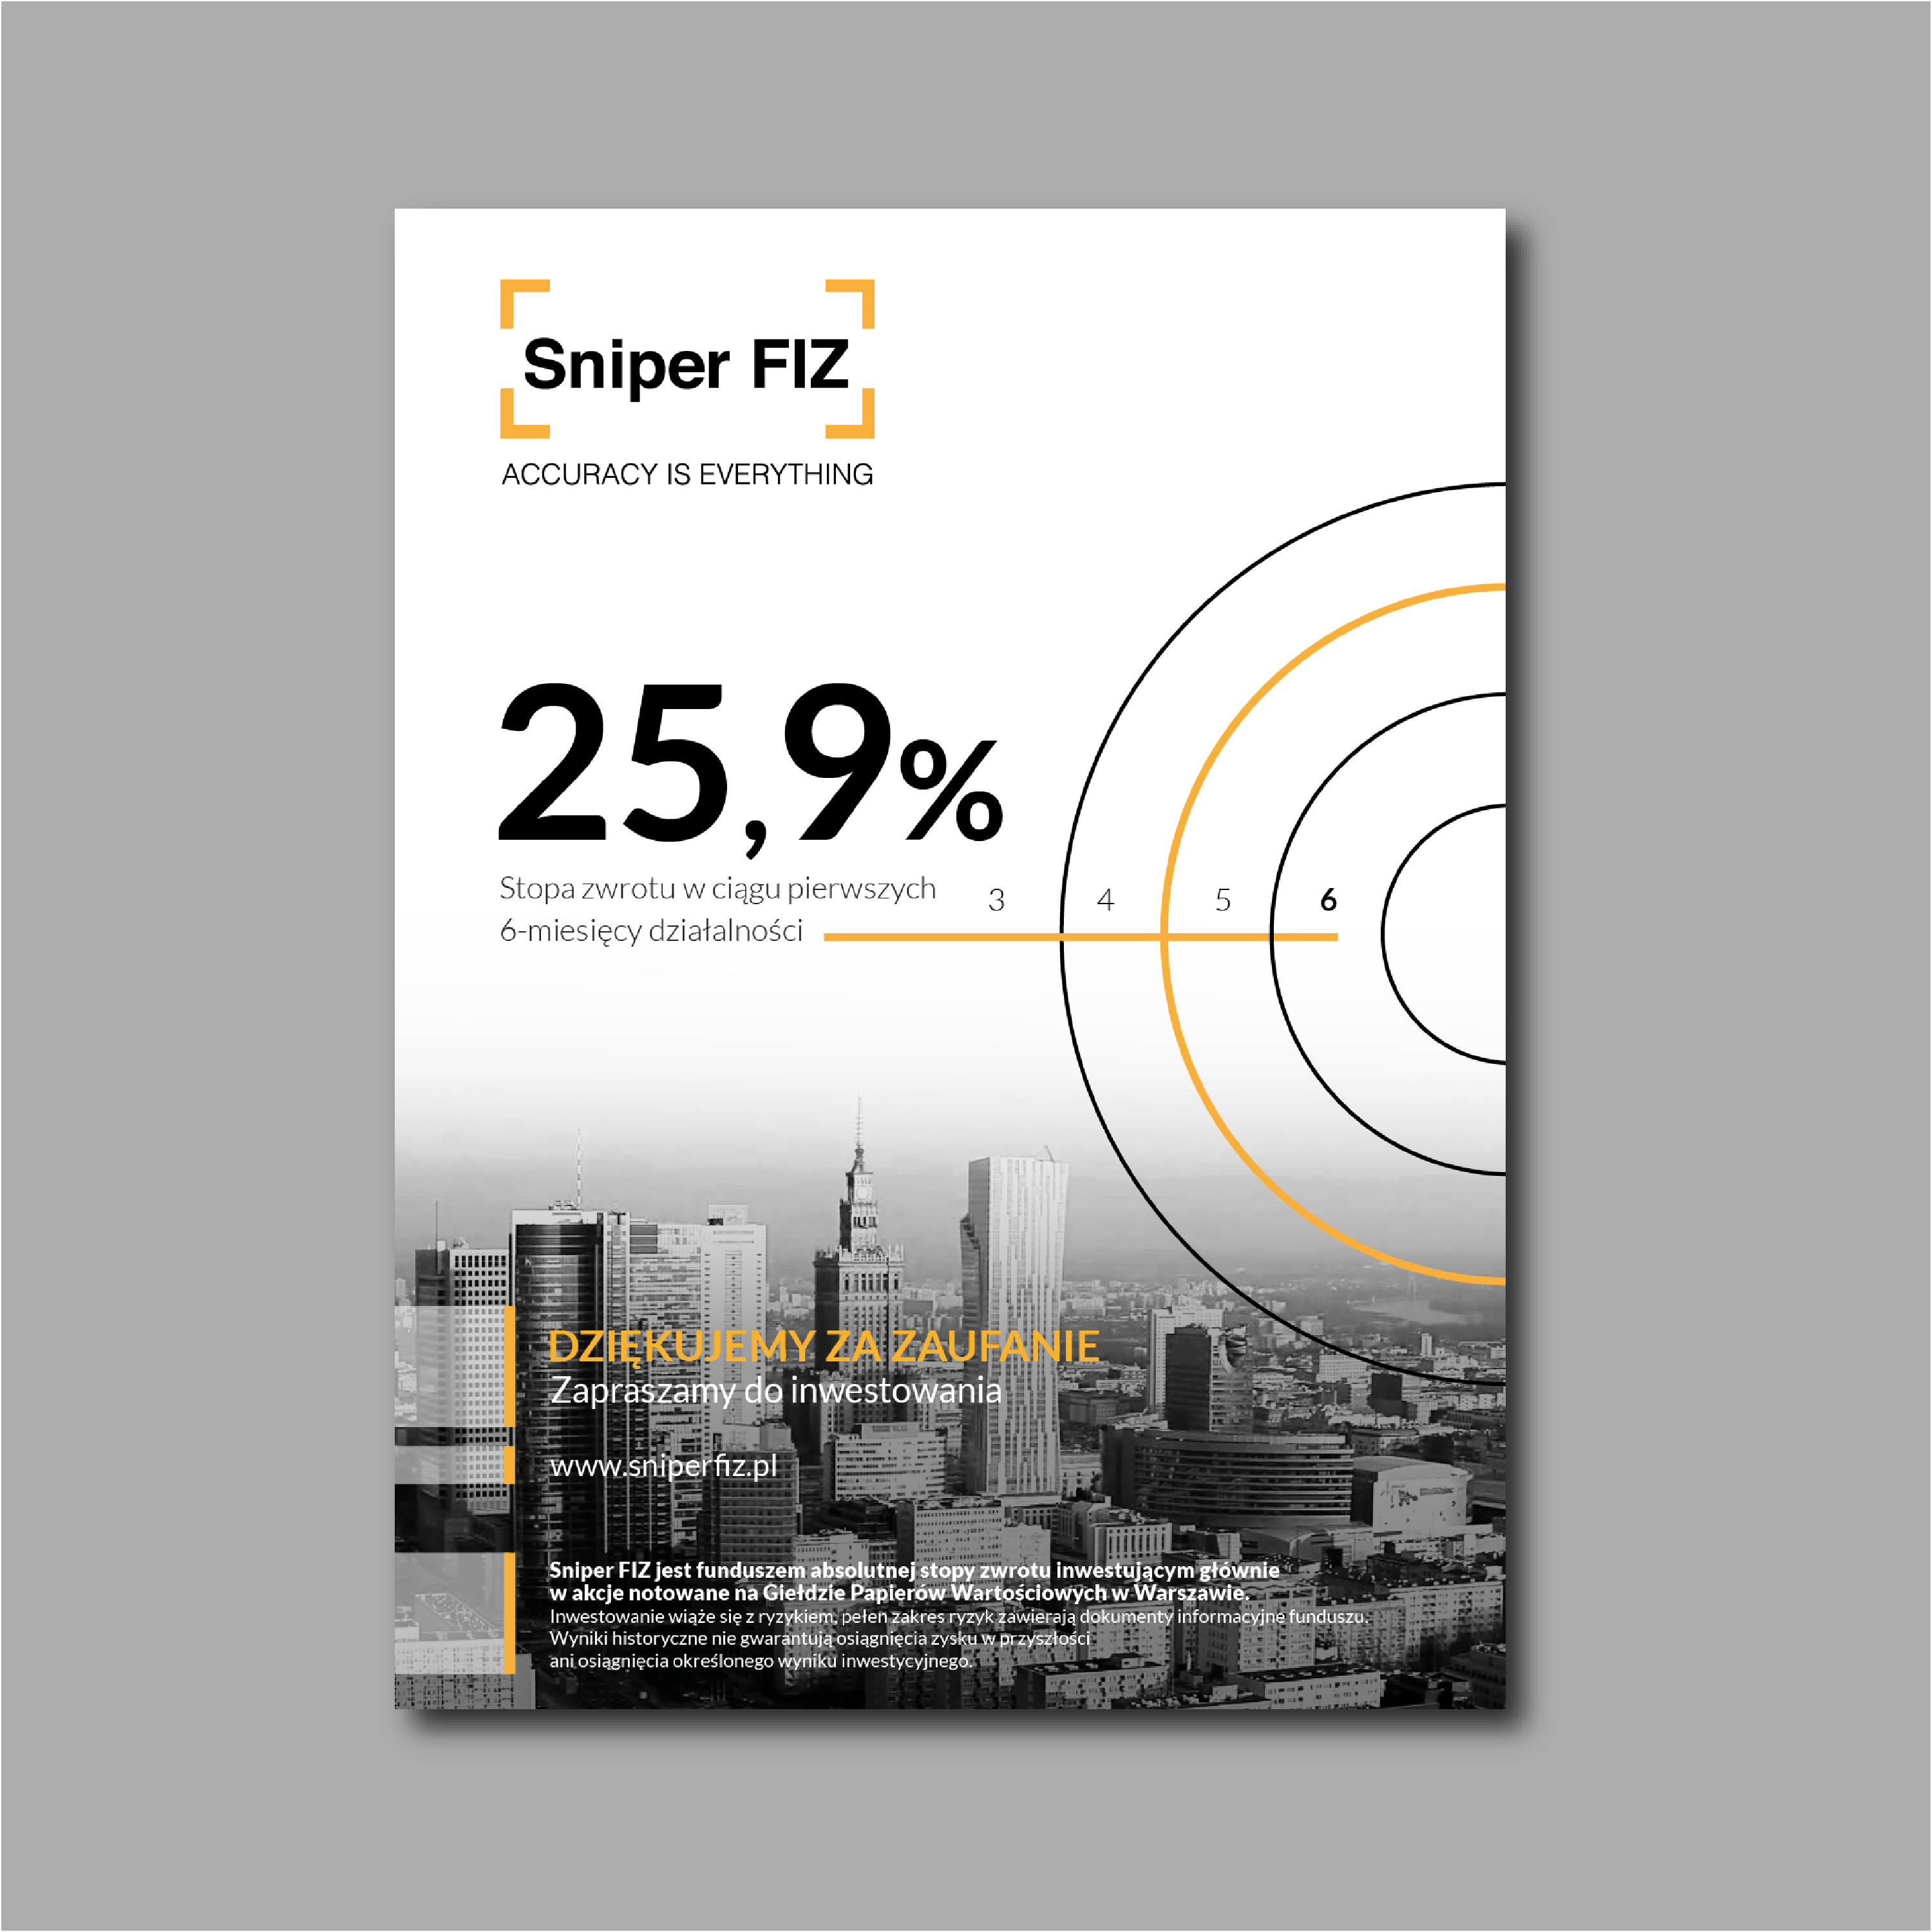 Sniper FIZ
ACCURACY IS EVERYTHING
25,9%
Stopa zwrotu w ciągu pierwszych
6-miesięcy działalności
3 4 5 6
DZIĘKUJEMY ZA ZAUFANIE
Zapraszamy do inwestowania
www.sniperfiz.pl
Sniper FIZ jest funduszem absolutnej stopy zwrotu inwestującym głównie
w akcje notowane na Giełdzie Papierów Wartościowych w Warszawie.
Inwestowanie wiąże się z ryzykiem, pełen zakres ryzyk zawierają dokumenty informacyjne funduszu.
Wyniki historyczne nie gwarantują osiągnięcia zysku w przyszłości
ani osiągnięcia określonego wyniku inwestycyjnego.